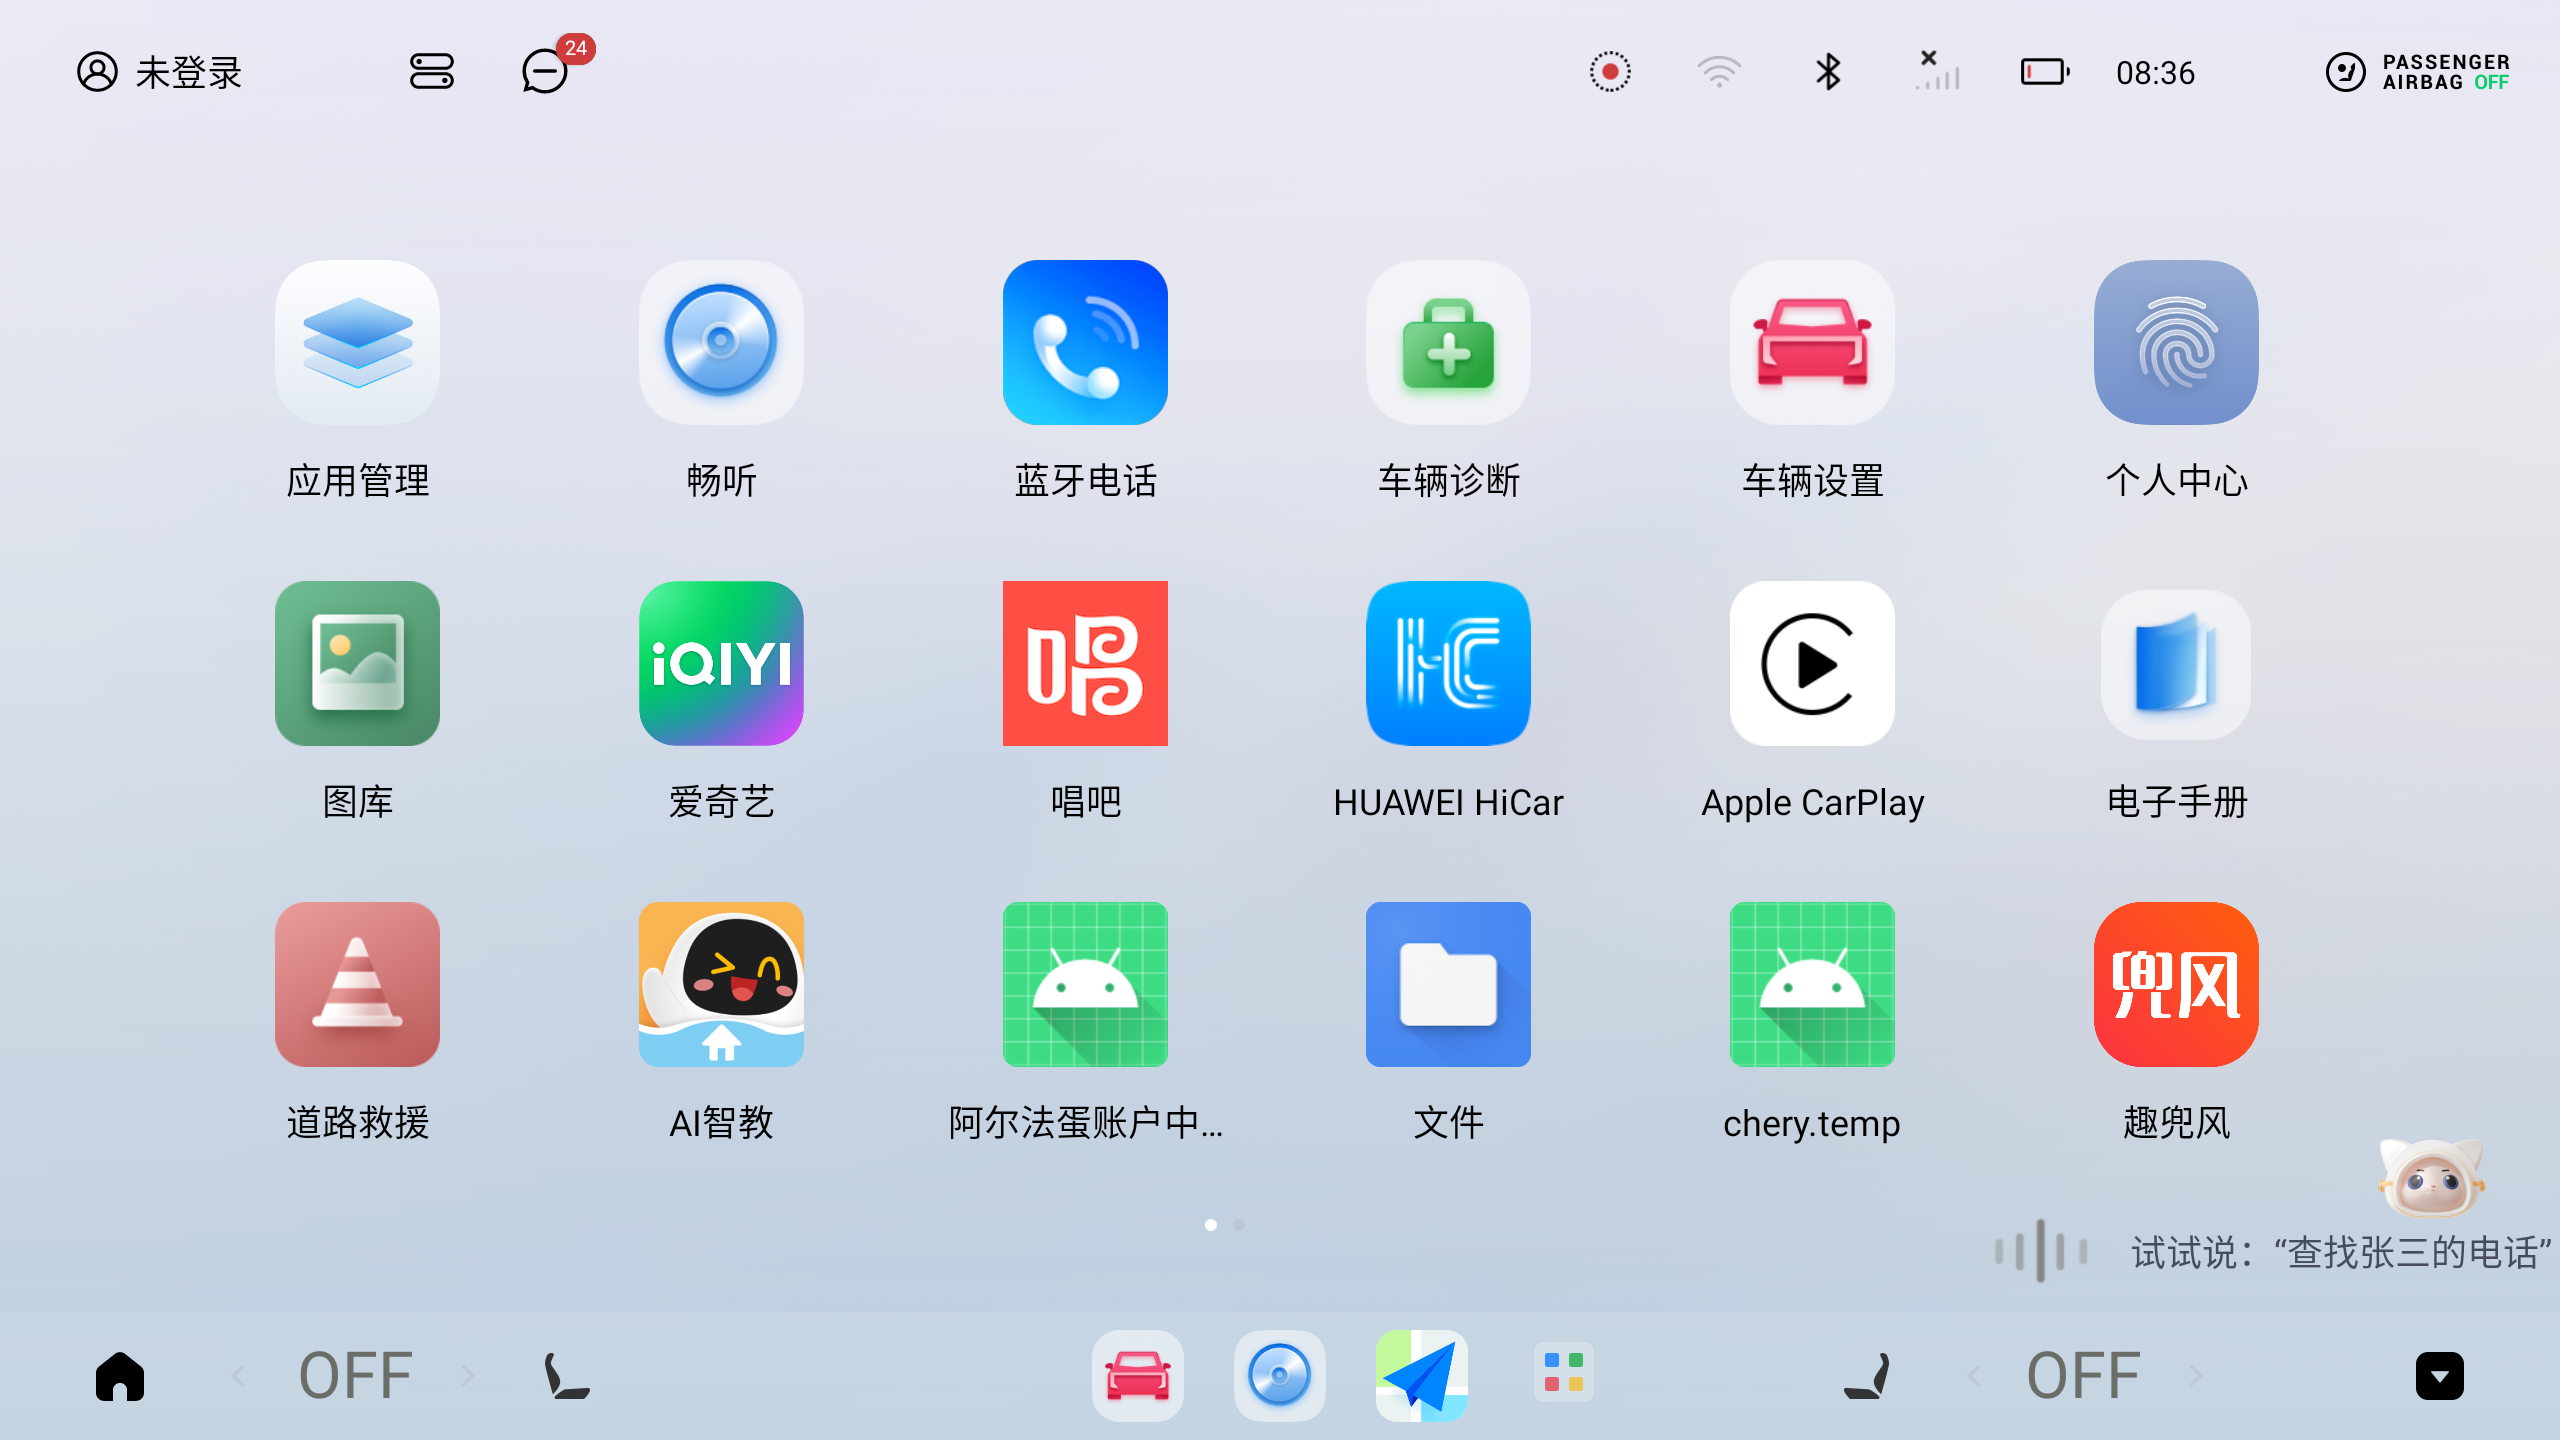 未登录
24
08:36
PASSENGER
AIRBAG OFF
应用管理
畅听
蓝牙电话
车辆诊断
车辆设置
个人中心
iQIYI
唱
HC
图库
爱奇艺
唱吧
HUAWEI HiCar
Apple CarPlay
电子手册
兜风
道路救援
AI智教
阿尔法蛋账户中...
文件
chery.temp
趣兜风
试试说：“查找张三的电话”
OFF
OFF